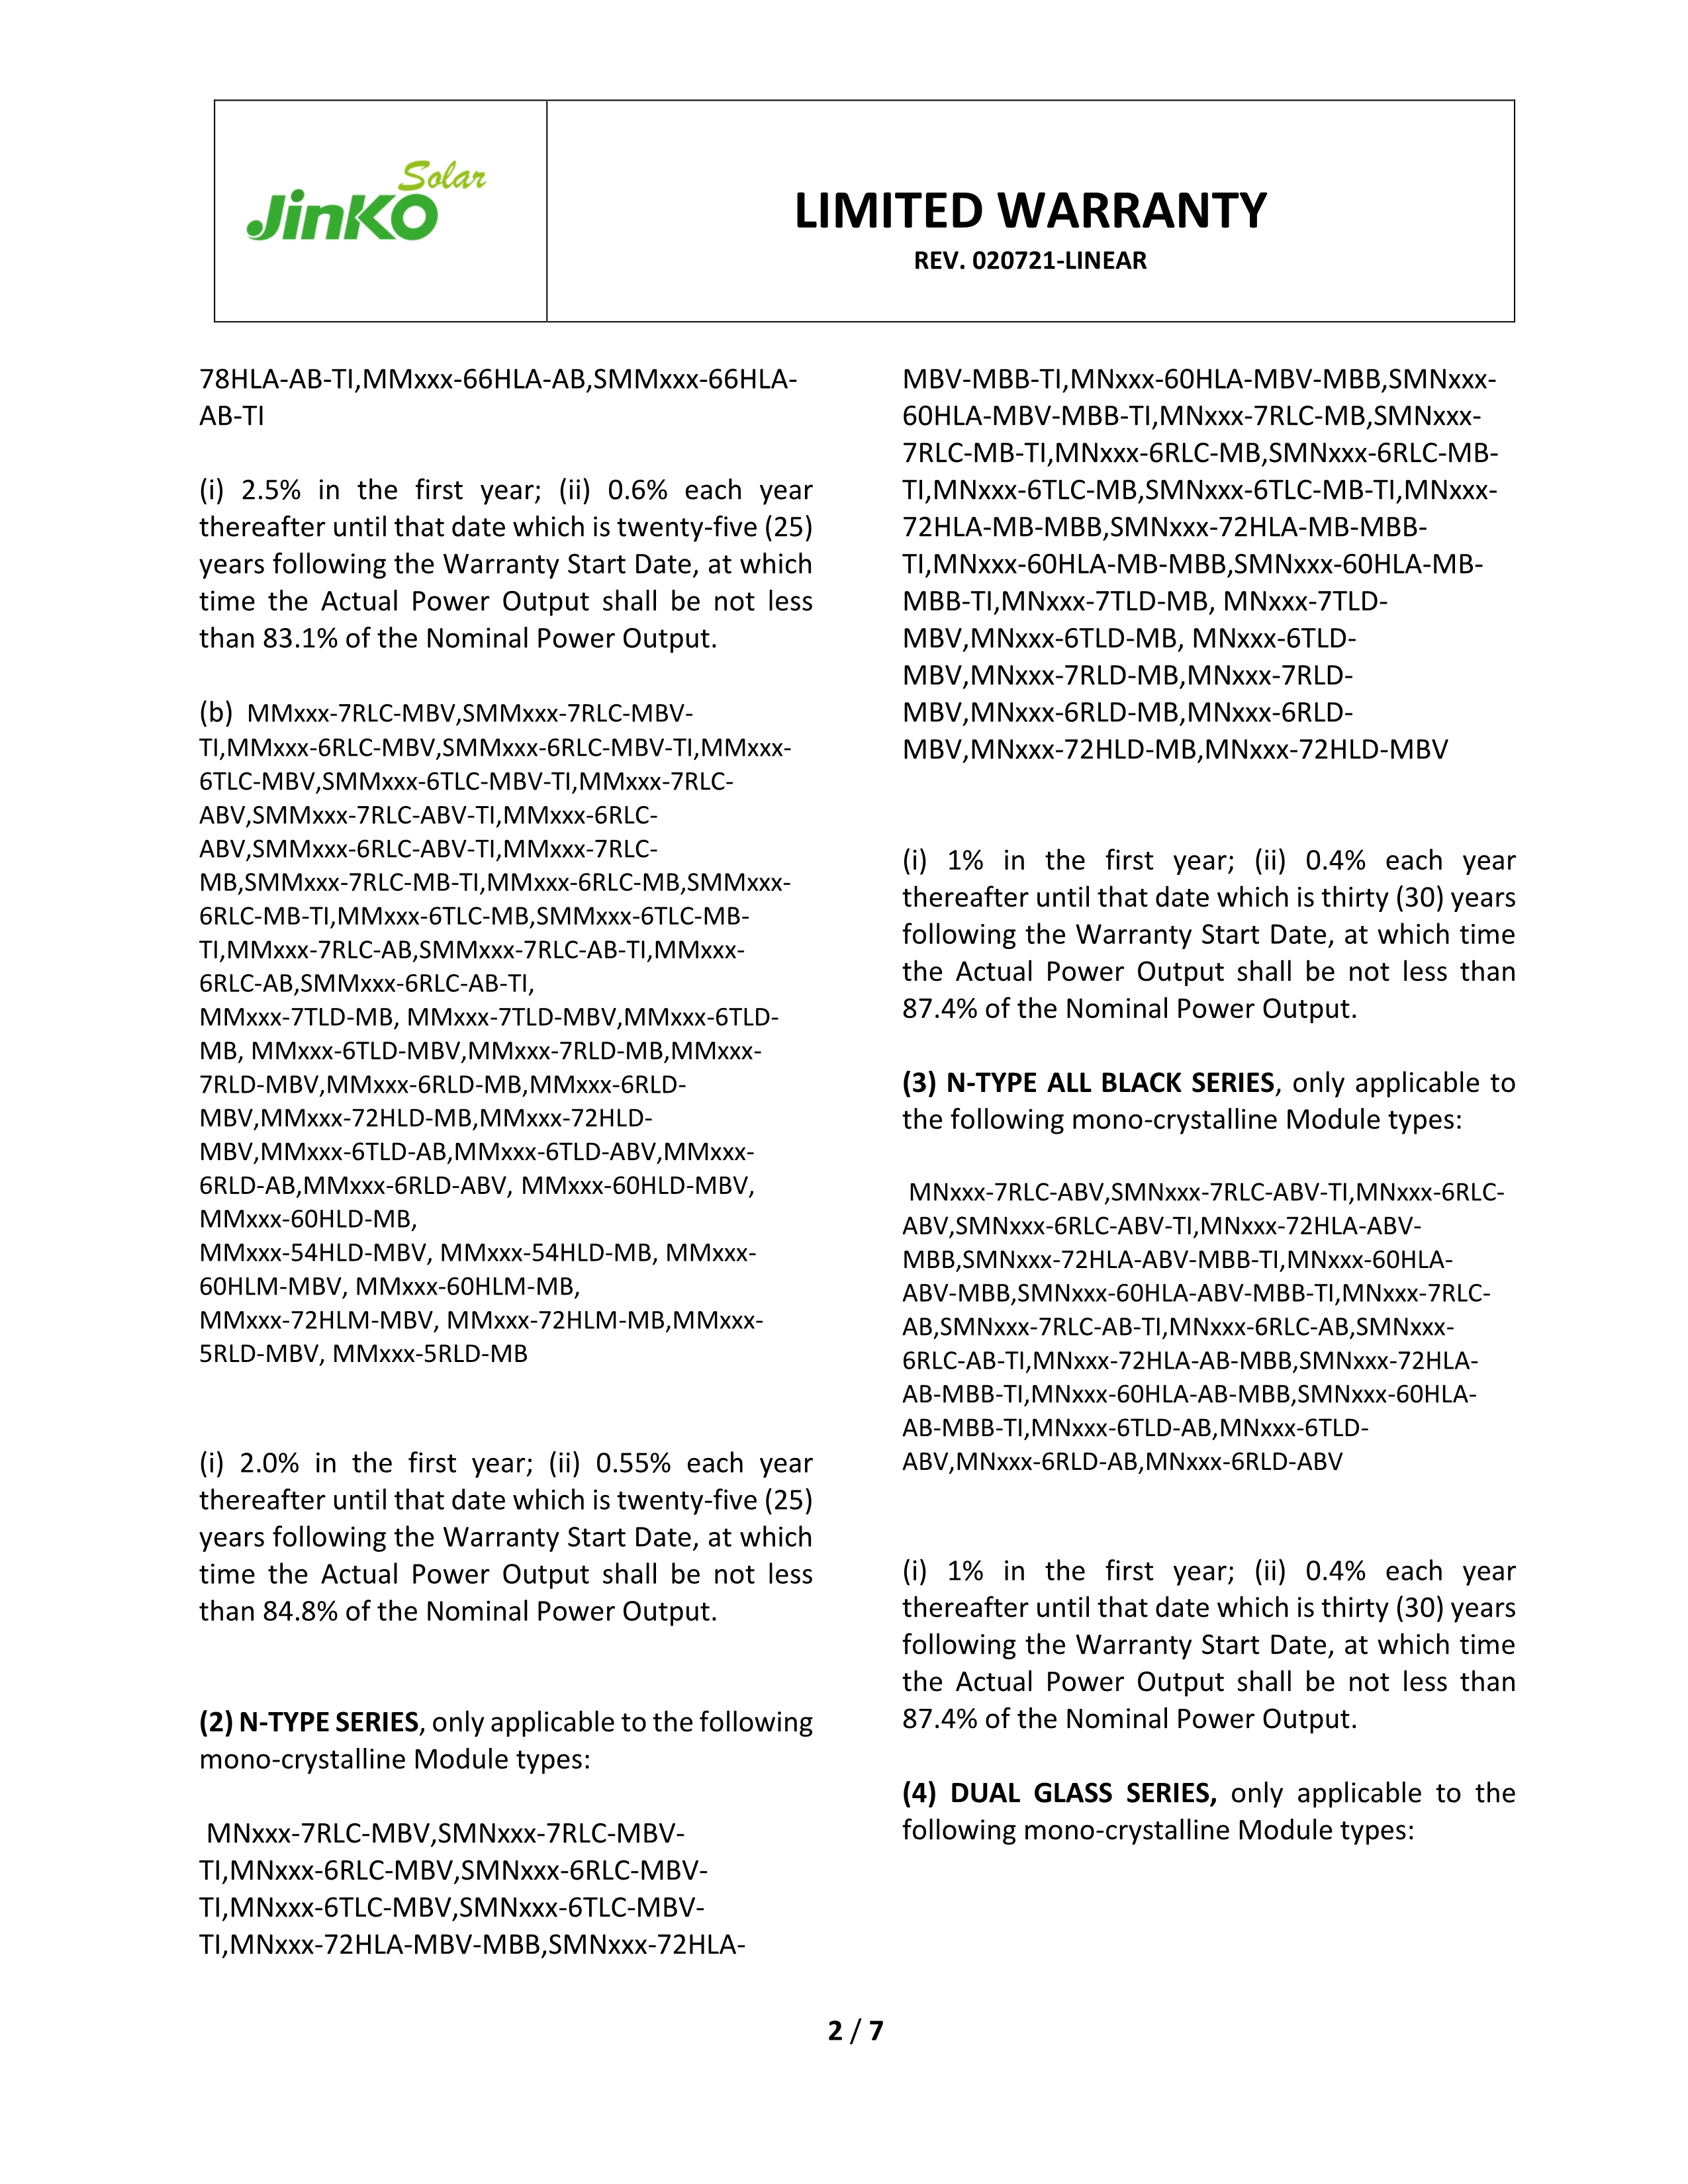 Solar
JinKO
LIMITED WARRANTY
REV. 020721-LINEAR
78HLA-AB-TI,MMxxx-66HLA-AB,SMMxxx-66HLA-
AB-TI
(i) 2.5% in the first year; (ii) 0.6% each year
thereafter until that date which is twenty-five (25)
years following the Warranty Start Date, at which
time the Actual Power Output shall be not less
than 83.1% of the Nominal Power Output.
(b) MMxxx-7RLC-MBV,SMMxxx-7RLC-MBV-
TI,MMxxx-6RLC-MBV,SMMxxx-6RLC-MBV-TI,MMxxx-
6TLC-MBV,SMMxxx-6TLC-MBV-TI,MMxxx-7RLC-
ABV,SMMxxx-7RLC-ABV-TI,MMxxx-6RLC-
ABV,SMMxxx-6RLC-ABV-TI,MMxxx-7RLC-
MB,SMMxxx-7RLC-MB-TI,MMxxx-6RLC-MB,SMMxxx-
6RLC-MB-TI,MMxxx-6TLC-MB,SMMxxx-6TLC-MB-
TI,MMxxx-7RLC-AB,SMMxxx-7RLC-AB-TI,MMxxx-
6RLC-AB,SMMxxx-6RLC-AB-TI,
MMxxx-7TLD-MB, MMxxx-7TLD-MBV,MMxxx-6TLD-
MB, MMxxx-6TLD-MBV,MMxxx-7RLD-MB,MMxxx-
7RLD-MBV,MMxxx-6RLD-MB,MMxxx-6RLD-
MBV,MMxxx-72HLD-MB,MMxxx-72HLD-
MBV,MMxxx-6TLD-AB,MMxxx-6TLD-ABV,MMxxx-
6RLD-AB,MMxxx-6RLD-ABV, MMxxx-60HLD-MBV,
MMxxx-60HLD-MB,
MMxxx-54HLD-MBV, MMxxx-54HLD-MB, MMxxx-
60HLM-MBV, MMxxx-60HLM-MB,
MMxxx-72HLM-MBV, MMxxx-72HLM-MB,MMxxx-
5RLD-MBV, MMxxx-5RLD-MB
(i) 2.0% in the first year; (ii) 0.55% each year
thereafter until that date which is twenty-five (25)
years following the Warranty Start Date, at which
time the Actual Power Output shall be not less
than 84.8% of the Nominal Power Output.
(2) N-TYPE SERIES, only applicable to the following
mono-crystalline Module types:
MNxxx-7RLC-MBV,SMNxxx-7RLC-MBV-
TI,MNxxx-6RLC-MBV,SMNxxx-6RLC-MBV-
TI,MNxxx-6TLC-MBV,SMNxxx-6TLC-MBV-
TI,MNxxx-72HLA-MBV-MBB,SMNxxx-72HLA-
MBV-MBB-TI,MNxxx-60HLA-MBV-MBB,SMNxxx-
60HLA-MBV-MBB-TI,MNxxx-7RLC-MB,SMNxxx-
7RLC-MB-TI,MNxxx-6RLC-MB,SMNxxx-6RLC-MB-
TI,MNxxx-6TLC-MB,SMNxxx-6TLC-MB-TI,MNxxx-
72HLA-MB-MBB,SMNxxx-72HLA-MB-MBB-
TI,MNxxx-60HLA-MB-MBB,SMNxxx-60HLA-MB-
MBB-TI,MNxxx-7TLD-MB, MNxxx-7TLD-
MBV,MNxxx-6TLD-MB, MNxxx-6TLD-
MBV,MNxxx-7RLD-MB,MNxxx-7RLD-
MBV,MNxxx-6RLD-MB,MNxxx-6RLD-
MBV,MNxxx-72HLD-MB,MNxxx-72HLD-MBV
(i) 1% in the first year; (ii) 0.4% each year
thereafter until that date which is thirty (30) years
following the Warranty Start Date, at which time
the Actual Power Output shall be not less than
87.4% of the Nominal Power Output.
(3) N-TYPE ALL BLACK SERIES, only applicable to
the following mono-crystalline Module types:
MNxxx-7RLC-ABV,SMNxxx-7RLC-ABV-TI,MNxxx-6RLC-
ABV,SMNxxx-6RLC-ABV-TI,MNxxx-72HLA-ABV-
MBB,SMNxxx-72HLA-ABV-MBB-TI,MNxxx-60HLA-
ABV-MBB,SMNxxx-60HLA-ABV-MBB-TI,MNxxx-7RLC-
AB,SMNxxx-7RLC-AB-TI,MNxxx-6RLC-AB,SMNxxx-
6RLC-AB-TI,MNxxx-72HLA-AB-MBB,SMNxxx-72HLA-
AB-MBB-TI,MNxxx-60HLA-AB-MBB,SMNxxx-60HLA-
AB-MBB-TI,MNxxx-6TLD-AB,MNxxx-6TLD-
ABV,MNxxx-6RLD-AB,MNxxx-6RLD-ABV
(i) 1% in the first year; (ii) 0.4% each year
thereafter until that date which is thirty (30) years
following the Warranty Start Date, at which time
the Actual Power Output shall be not less than
87.4% of the Nominal Power Output.
(4) DUAL GLASS SERIES, only applicable to the
following mono-crystalline Module types:
2 / 7